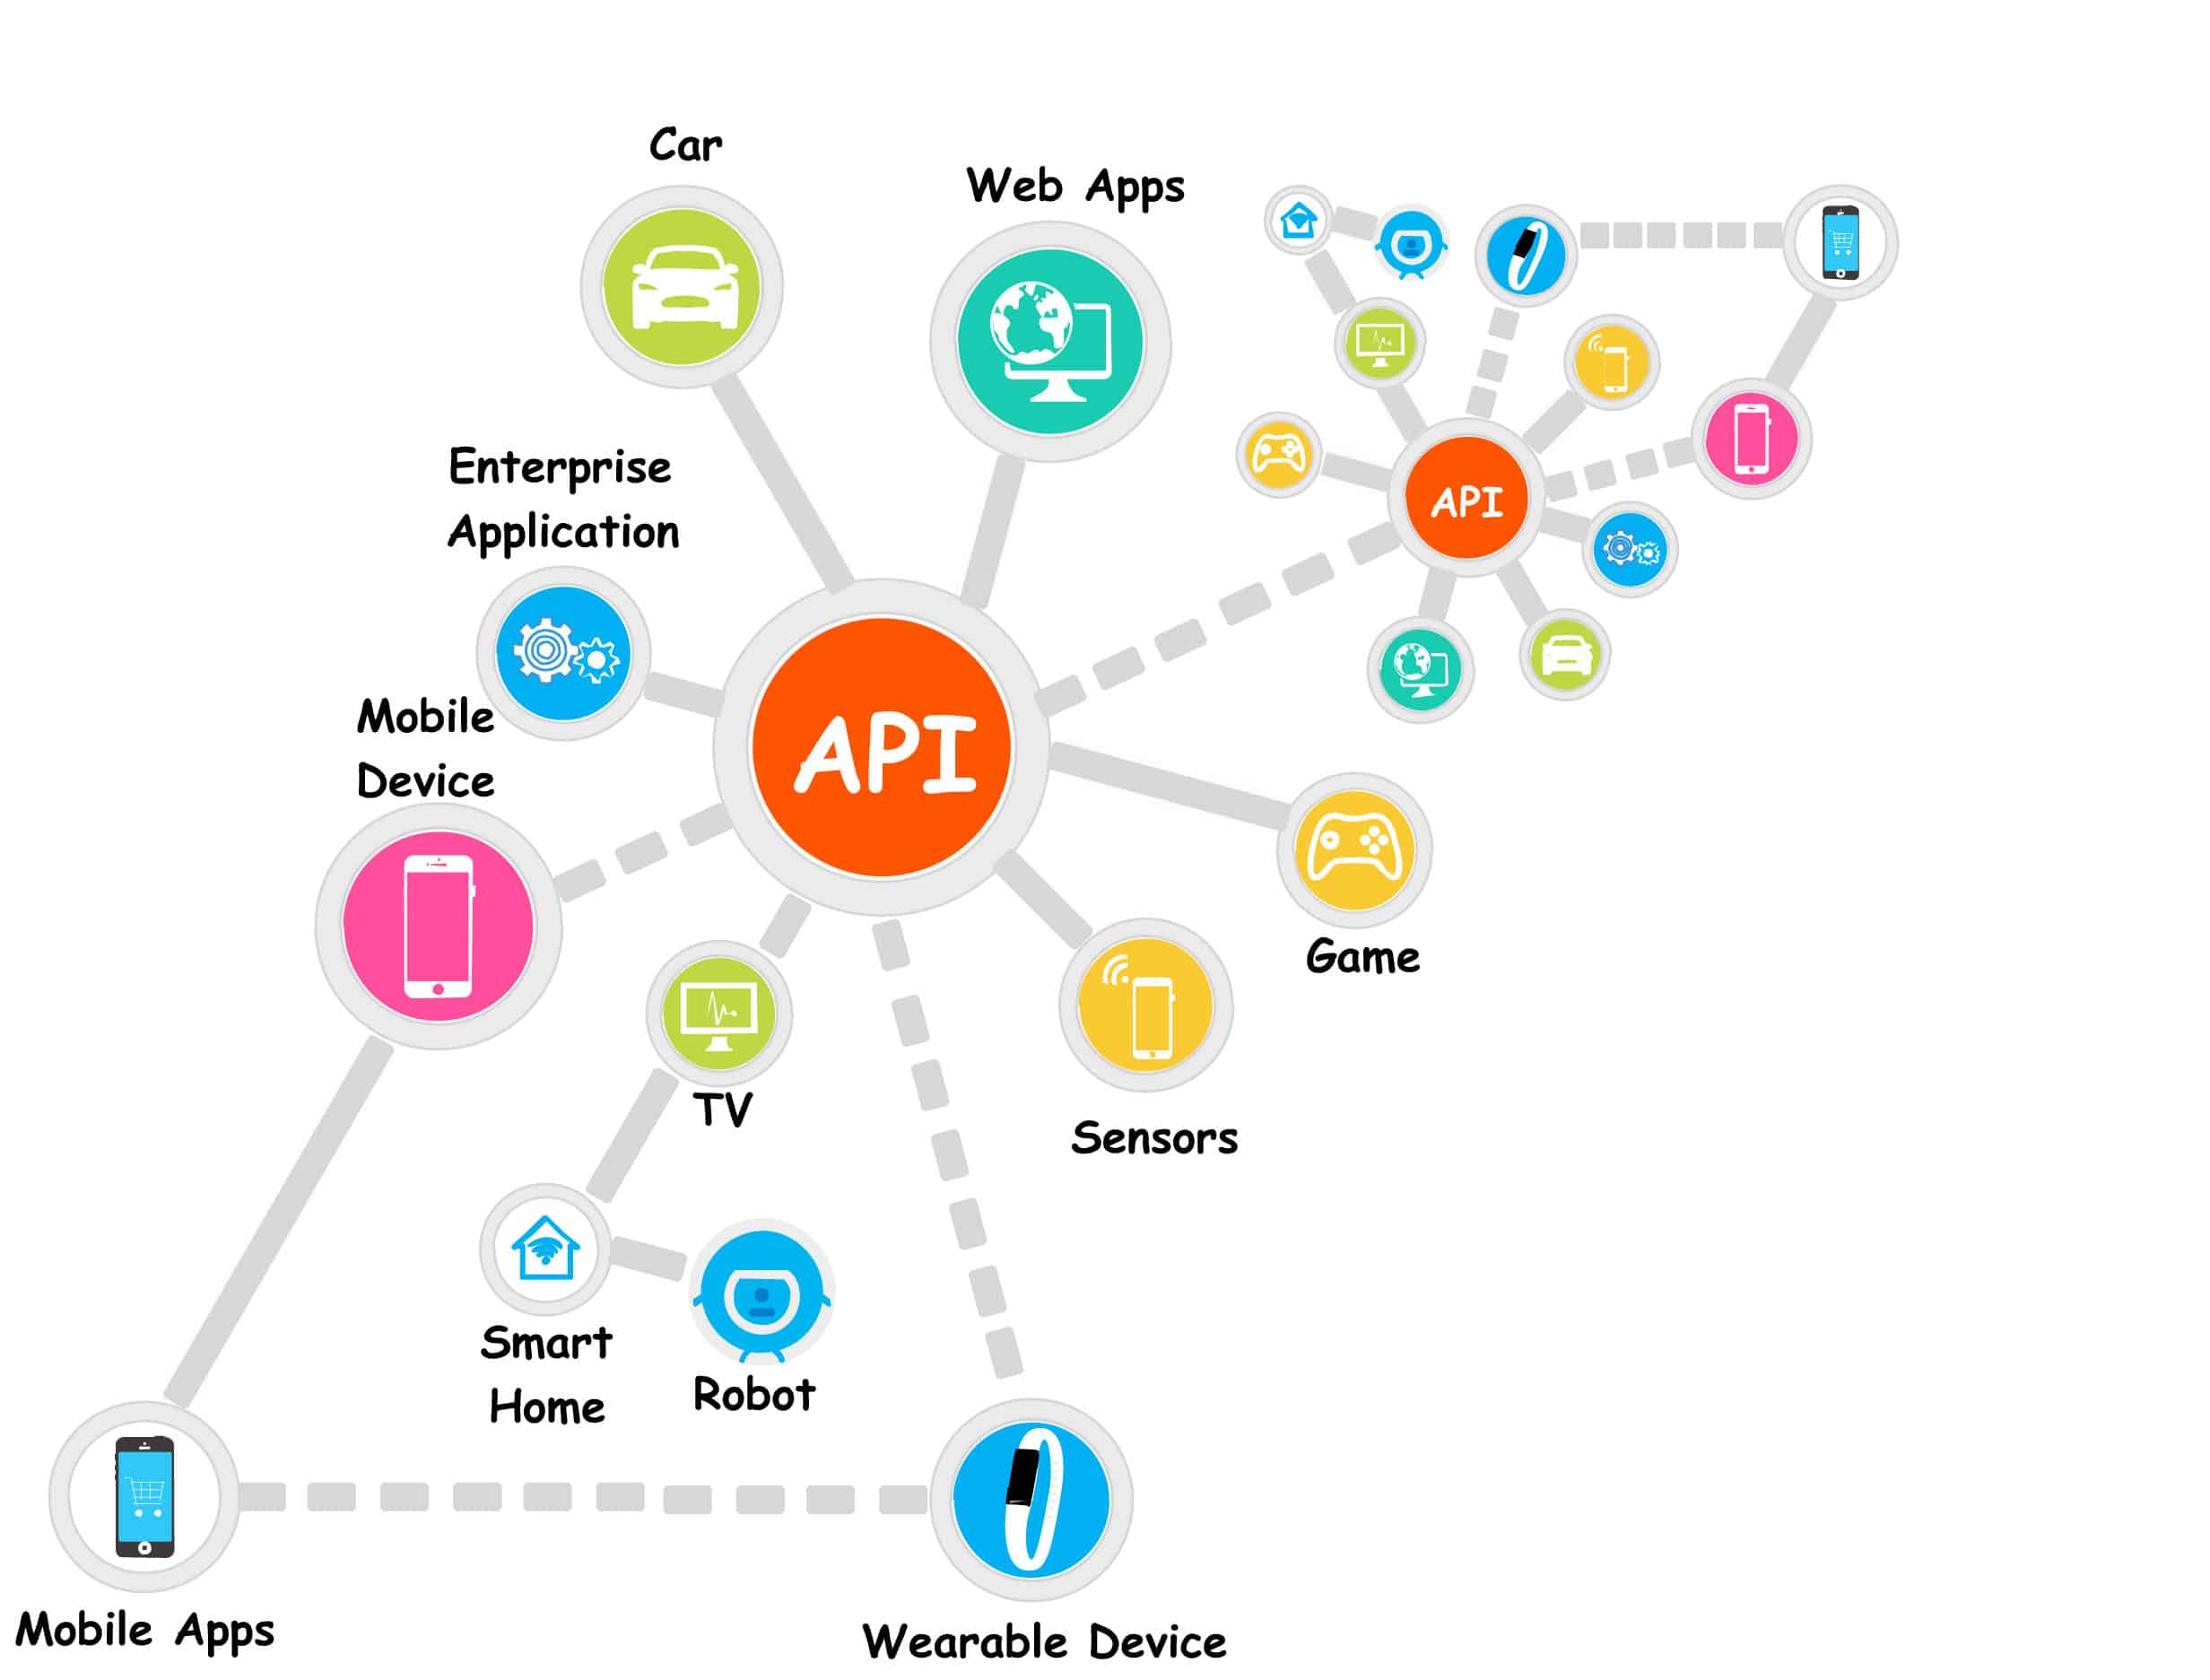 Car
Web Apps
Enterprise
Application
API
Mobile
Device
API
Game
TV
Sensors
Smart
Home
Robot
Mobile Apps
Wearable Device